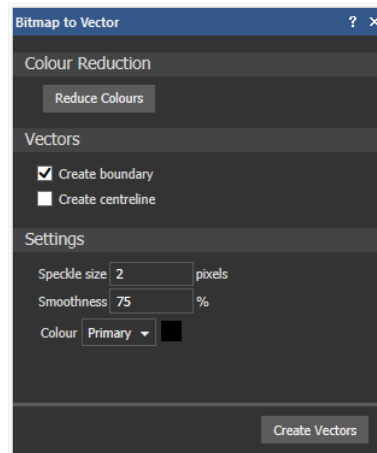 Bitmap to Vector ? ×
Colour Reduction
Reduce Colours
Vectors
Create boundary
Create centreline
Settings
Speckle size 2 pixels
Smoothness 75 %
Colour Primary
Create Vectors